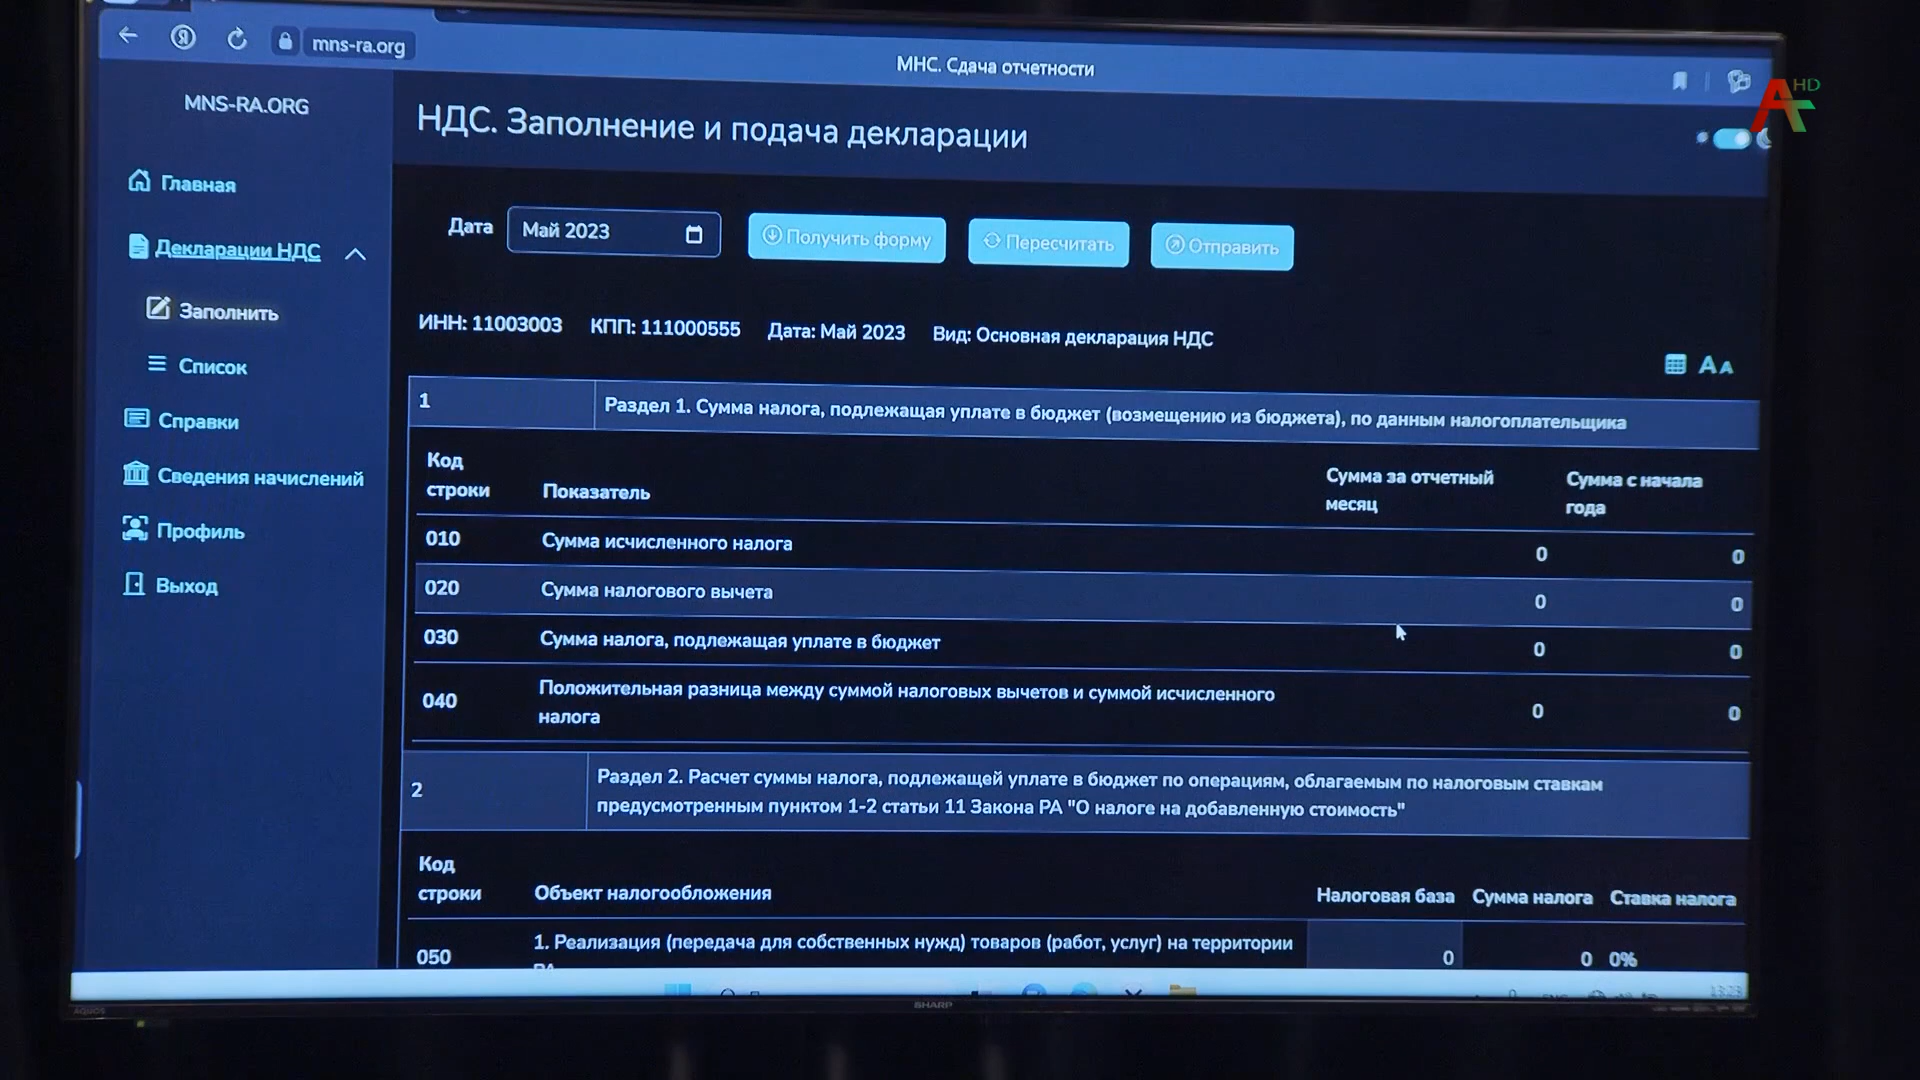 mns-ra.org
МНС. Сдача отчетности
HD
MNS-RA.ORG
НДС. Заполнение и подача декларации
Главная
Декларации НДС
Заполнить
Список
Справки
Сведения начислений
Профиль
Выход
Дата
Май 2023
Получить форму
Пересчитать
Отправить
ИНН: 11003003 КПП: 111000555 Дата: Май 2023 Вид: Основная декларация НДС
1 Раздел 1. Сумма налога, подлежащая уплате в бюджет (возмещению из бюджета), по данным налогоплательщика
Код строки Показатель Сумма за отчетный месяц Сумма с начала года
010 Сумма исчисленного налога 0 0
020 Сумма налогового вычета 0 0
030 Сумма налога, подлежащая уплате в бюджет 0 0
040 Положительная разница между суммой налоговых вычетов и суммой исчисленного налога 0 0
2 Раздел 2. Расчет суммы налога, подлежащей уплате в бюджет по операциям, облагаемым по налоговым ставкам
предусмотренным пунктом 1-2 статьи 11 Закона РА "О налоге на добавленную стоимость"
Код строки Объект налогообложения Налоговая база Сумма налога Ставка налога
050 1. Реализация (передача для собственных нужд) товаров (работ, услуг) на территории 0 0 0%
13:23
AQUOS
SHARP